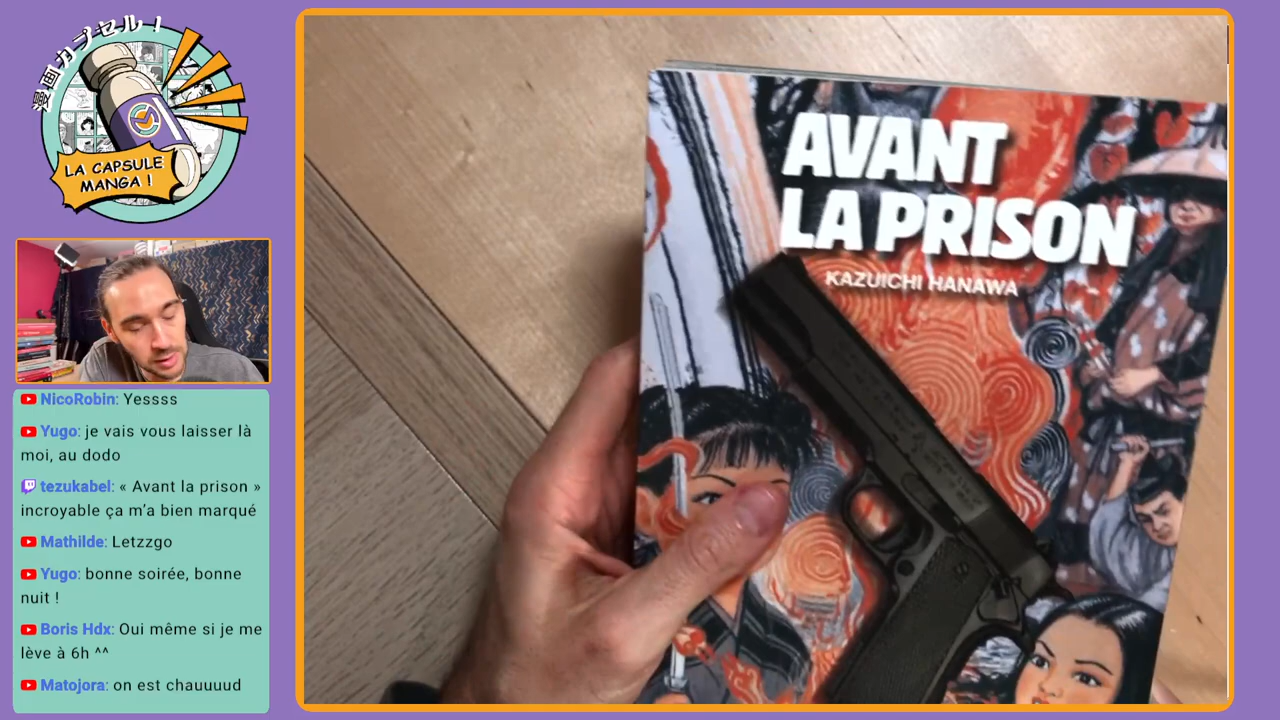 漫画カプセル！
LA CAPSULE
MANGA !
AVANT
LA PRISON
KAZUICHI HANAWA
NicoRobin: Yessss
Yugo: je vais vous laisser là
moi, au dodo
tezukabel: « Avant la prison »
incroyable ça m’a bien marqué
Mathilde: Letzzgo
Yugo: bonne soirée, bonne
nuit !
Boris Hdx: Oui même si je me
lève à 6h ^^
Matojora: on est chauuuud